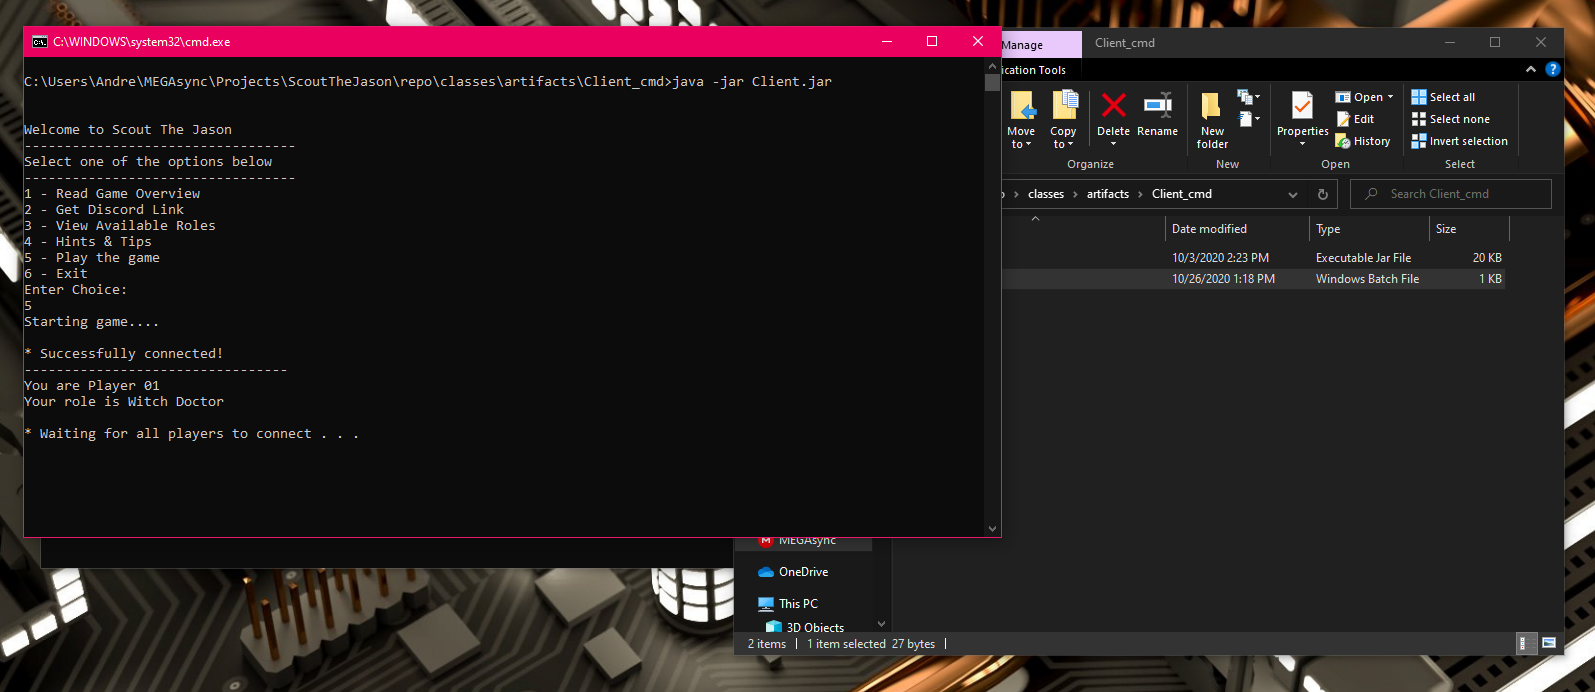 C:\WINDOWS\system32\cmd.exe
C:\Users\Andre\MEGAsync\Projects\ScoutTheJason\repo\classes\artifacts\Client_cmd>java -jar Client.jar
Welcome to Scout The Jason
----------------------------------
Select one of the options below
----------------------------------
1 - Read Game Overview
2 - Get Discord Link
3 - View Available Roles
4 - Hints & Tips
5 - Play the game
6 - Exit
Enter Choice:
5
Starting game....
* Successfully connected!
---------------------------------
You are Player 01
Your role is Witch Doctor
* Waiting for all players to connect . . .
Manage
Client_cmd
Tools
Move to
Copy to
Delete
Rename
New folder
Properties
Open
Edit
History
Select all
Select none
Invert selection
Organize
New
Open
Select
classes > artifacts > Client_cmd
Search Client_cmd
Date modified
Type
Size
10/3/2020 2:23 PM
Executable Jar File
20 KB
10/26/2020 1:18 PM
Windows Batch File
1 KB
MEGAsync
OneDrive
This PC
3D Objects
2 items
1 item selected 27 bytes